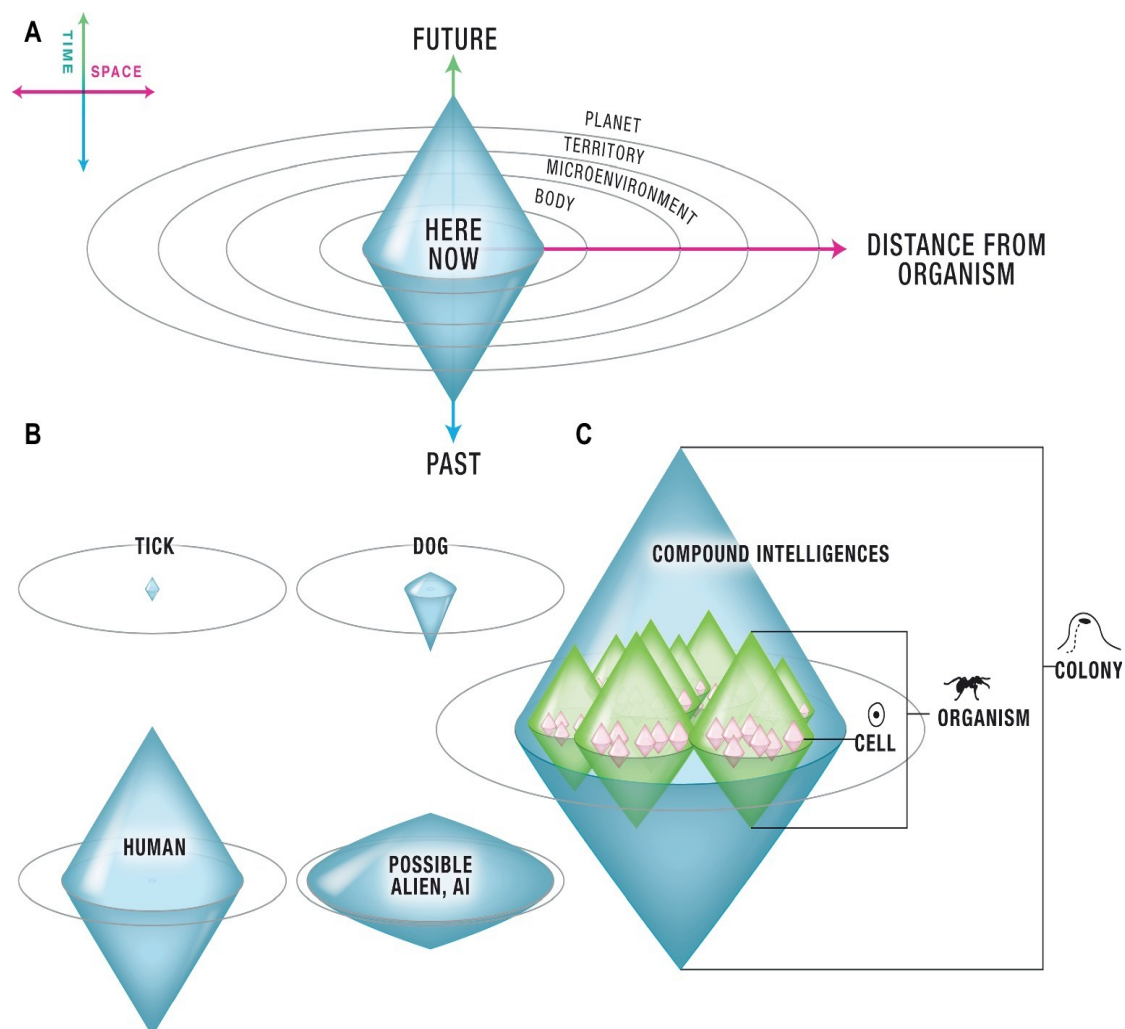 A
TIME
SPACE
FUTURE
PLANET
TERRITORY
MICROENVIRONMENT
BODY
HERE
NOW
DISTANCE FROM
ORGANISM
PAST
B
TICK
DOG
HUMAN
POSSIBLE
ALIEN, AI
C
COMPOUND INTELLIGENCES
COLONY
ORGANISM
CELL